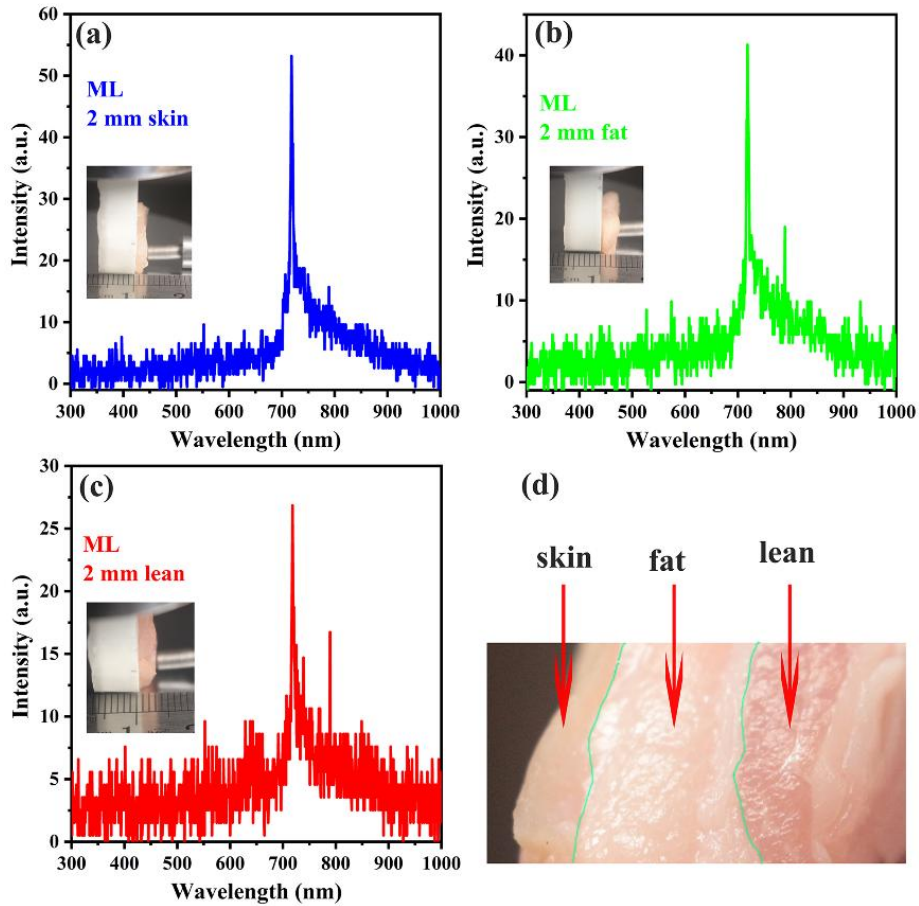 (a)
ML
2 mm skin
Intensity (a.u.)
60
50
40
30
20
10
0
300 400 500 600 700 800 900 1000
Wavelength (nm)
(b)
ML
2 mm fat
Intensity (a.u.)
40
30
20
10
0
300 400 500 600 700 800 900 1000
Wavelength (nm)
(c)
ML
2 mm lean
Intensity (a.u.)
30
25
20
15
10
5
0
300 400 500 600 700 800 900 1000
Wavelength (nm)
(d)
skin fat lean